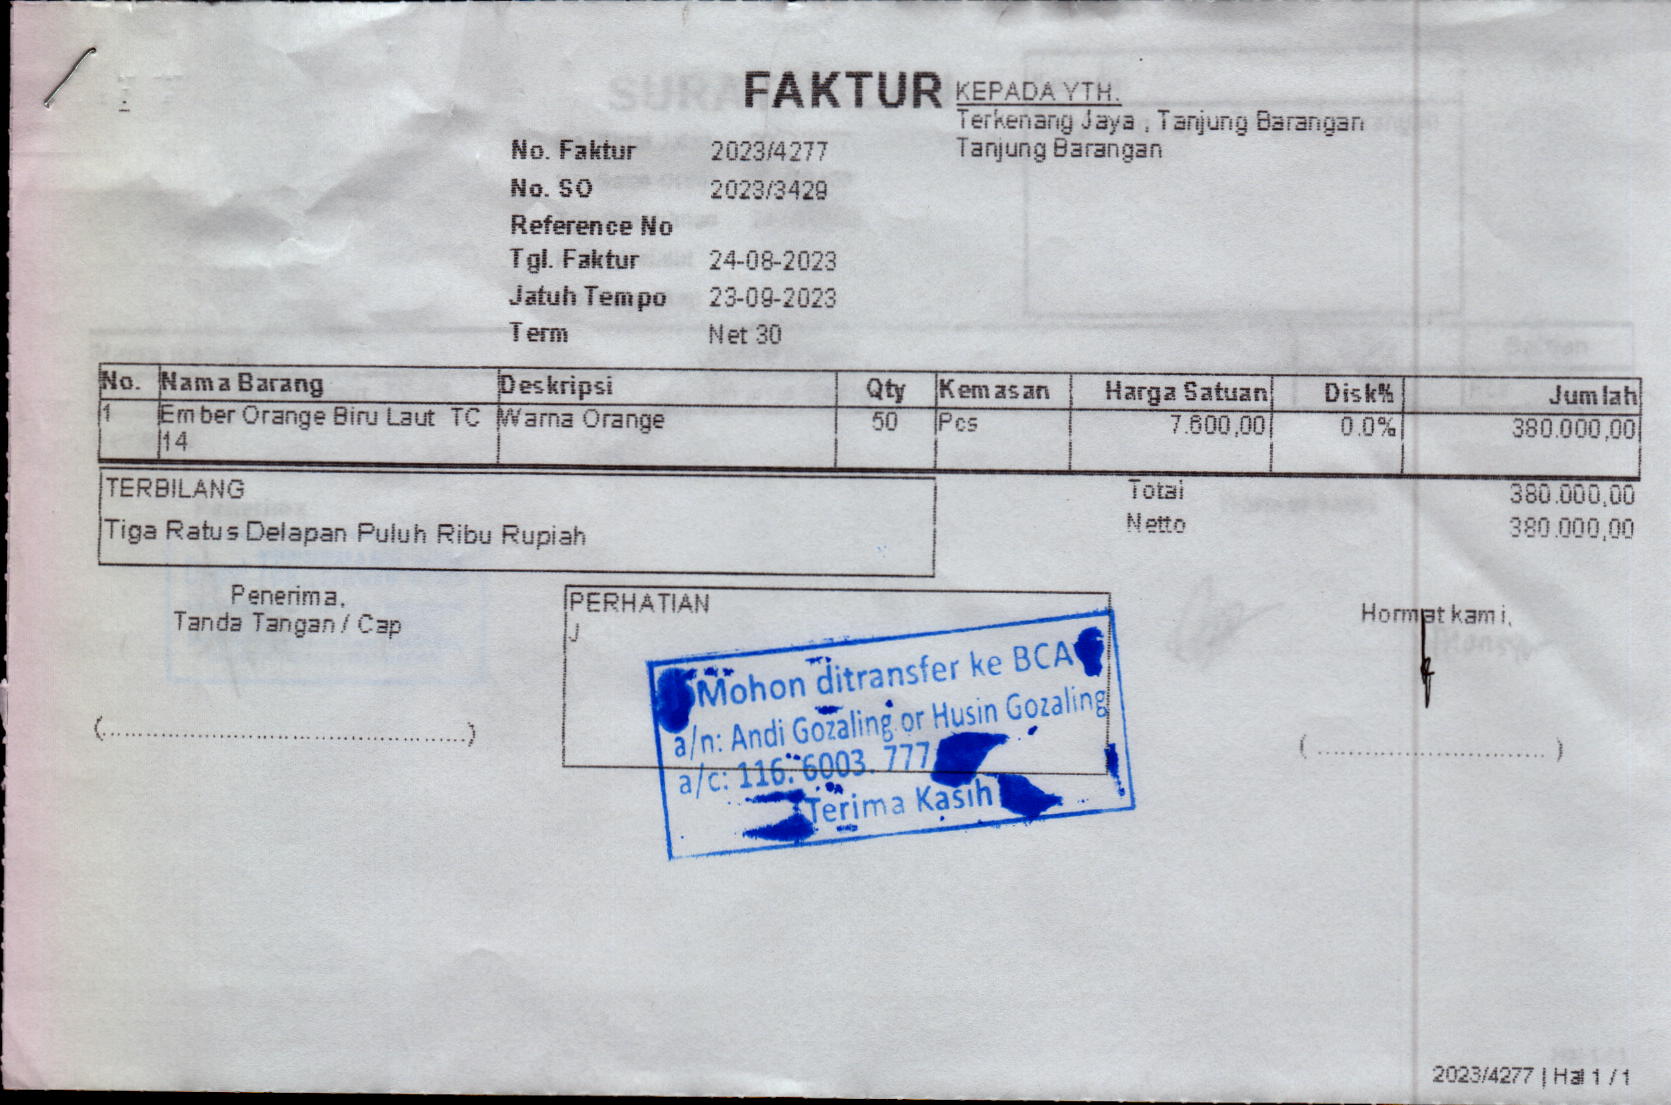 FAKTUR
KEPADA YTH.
Terkenang Jaya , Tanjung Barangan
Tanjung Barangan
No. Faktur 2023/4277
No. SO 2023/3429
Reference No
Tgl. Faktur 24-08-2023
Jatuh Tempo 23-09-2023
Term Net 30
No. Nama Barang Deskripsi Qty Kemasan Harga Satuan Disk% Jumlah
1 Ember Orange Biru Laut TC Warna Orange 50 Pcs 7.600,00 0.0% 380.000,00
14
TERBILANG
Tiga Ratus Delapan Puluh Ribu Rupiah
Total 380.000,00
Netto 380.000,00
Penerima,
Tanda Tangan / Cap
(..............................................)
PERHATIAN
J
Mohon ditransfer ke BCA
a/n: Andi Gozaling or Husin Gozaling
a/c: 116. 6003. 777
Terima Kasih
Hormat kami,
( .............................. )
2023/4277 | Hal 1 / 1